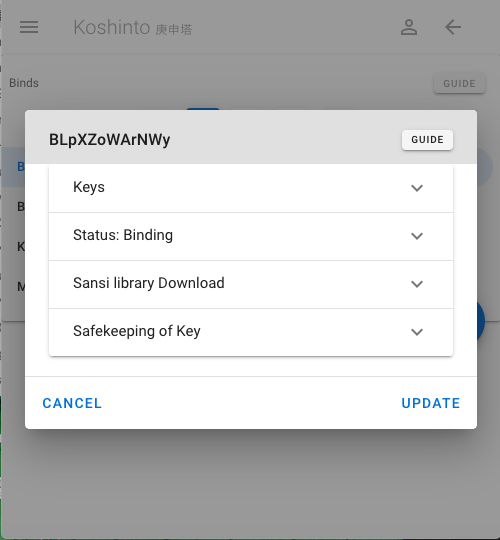 Koshinto 庚申塔
Binds
GUIDE
BLpXZoWArNWy
GUIDE
Keys
Status: Binding
Sansi library Download
Safekeeping of Key
CANCEL
UPDATE
B
B
K
M